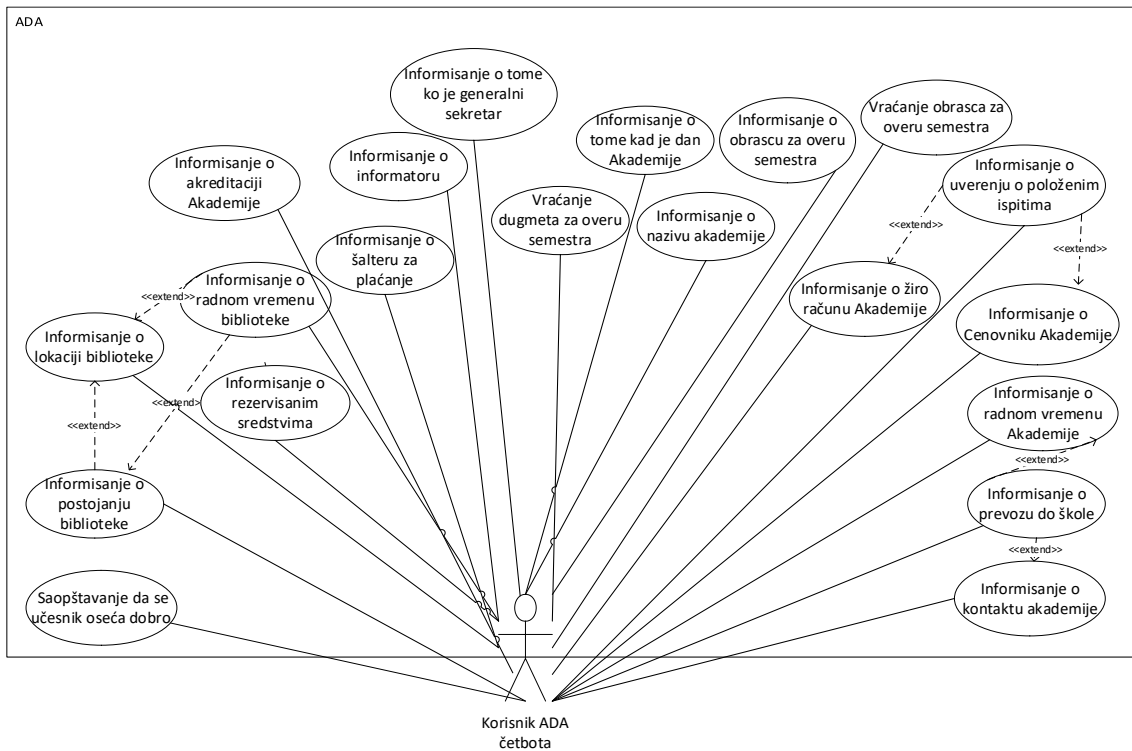 ADA
Informisanje o tome
ko je generalni
sekretar
Vraćanje obrasca za
overu semestra
Informisanje o
tome kad je dan
Akademije
Informisanje o
obrascu za overu
semestra
Informisanje o
akreditaciji
Akademije
Informisanje o
informatoru
Informisanje o
uverenju o položenim
ispitima
Vraćanje
dugmeta za overu
semestra
Informisanje o
nazivu akademije
<<extend>>
<<extend>>
Informisanje o
šalteru za
plaćanje
Informisanje o
radnom vremenu
biblioteke
<<extend>>
Informisanje o žiro
računu Akademije
Informisanje o
Cenovniku Akademije
Informisanje o
lokaciji biblioteke
Informisanje o
rezervisanim
sredstvima
<<extend>>
<<extend>>
Informisanje o
radnom vremenu
Akademije
<<extend>>
Informisanje o
postojanju
biblioteke
Informisanje o
prevozu do škole
<<extend>>
Saopštavanje da se
učesnik oseća dobro
Informisanje o
kontaktu akademije
Korisnik ADA
četbota